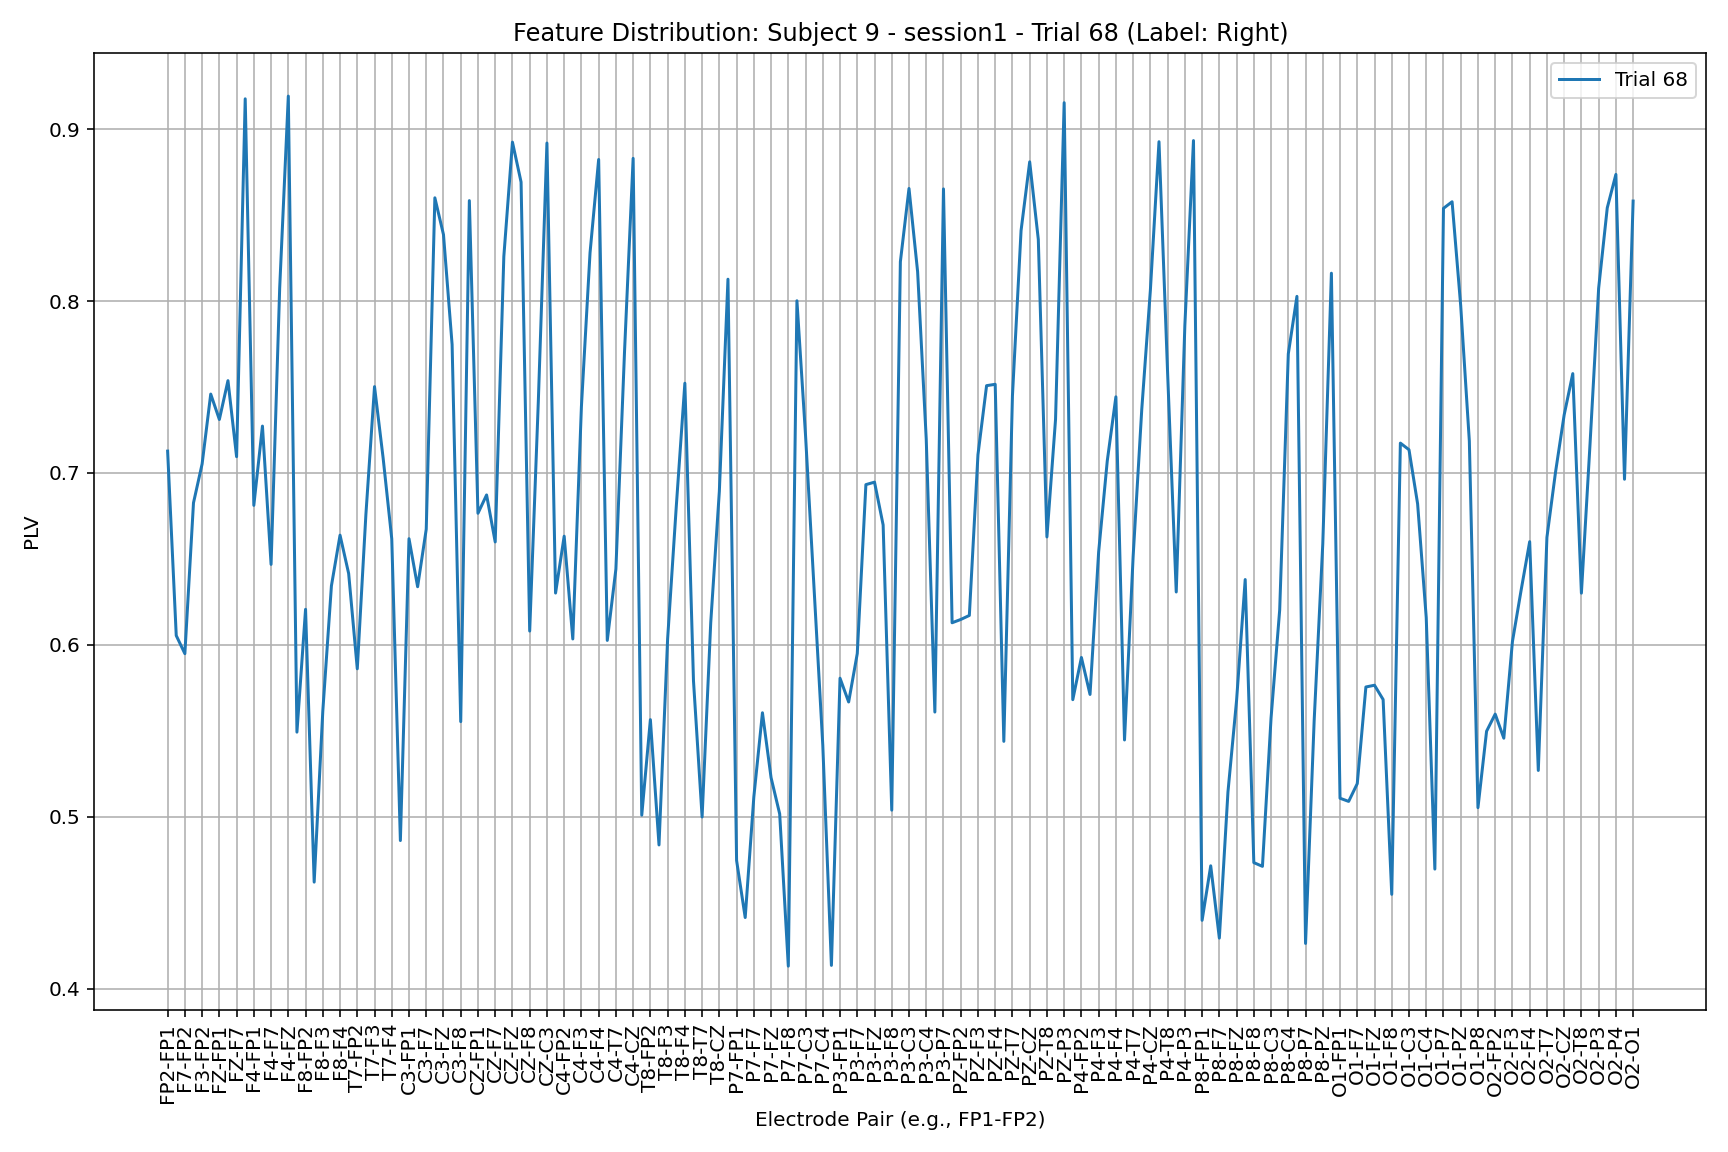 Feature Distribution: Subject 9 - session1 - Trial 68 (Label: Right)
Trial 68
PLV
0.9
0.8
0.7
0.6
0.5
0.4
FP2-FP1
F7-FP2
F3-FP2
FZ-FP1
FZ-F7
F4-FP1
F4-F7
F4-FZ
F8-FP2
F8-F3
F8-F4
T7-FP2
T7-F3
T7-F4
C3-FP1
C3-F7
C3-FZ
C3-F8
CZ-FP1
CZ-F7
CZ-FZ
CZ-F8
CZ-C3
C4-FP2
C4-F3
C4-F4
C4-T7
C4-CZ
T8-FP2
T8-F3
T8-F4
T8-T7
T8-CZ
P7-FP1
P7-F7
P7-FZ
P7-F8
P7-C3
P7-C4
P3-FP1
P3-F7
P3-FZ
P3-F8
P3-C3
P3-C4
P3-P7
PZ-FP2
PZ-F3
PZ-F4
PZ-T7
PZ-CZ
PZ-T8
PZ-P3
P4-FP2
P4-F3
P4-F4
P4-T7
P4-CZ
P4-T8
P4-P3
P8-FP1
P8-F7
P8-FZ
P8-F8
P8-C3
P8-C4
P8-P7
P8-PZ
O1-FP1
O1-F7
O1-FZ
O1-F8
O1-C3
O1-C4
O1-P7
O1-PZ
O1-P8
O2-FP2
O2-F3
O2-F4
O2-T7
O2-CZ
O2-T8
O2-P3
O2-P4
O2-O1
Electrode Pair (e.g., FP1-FP2)